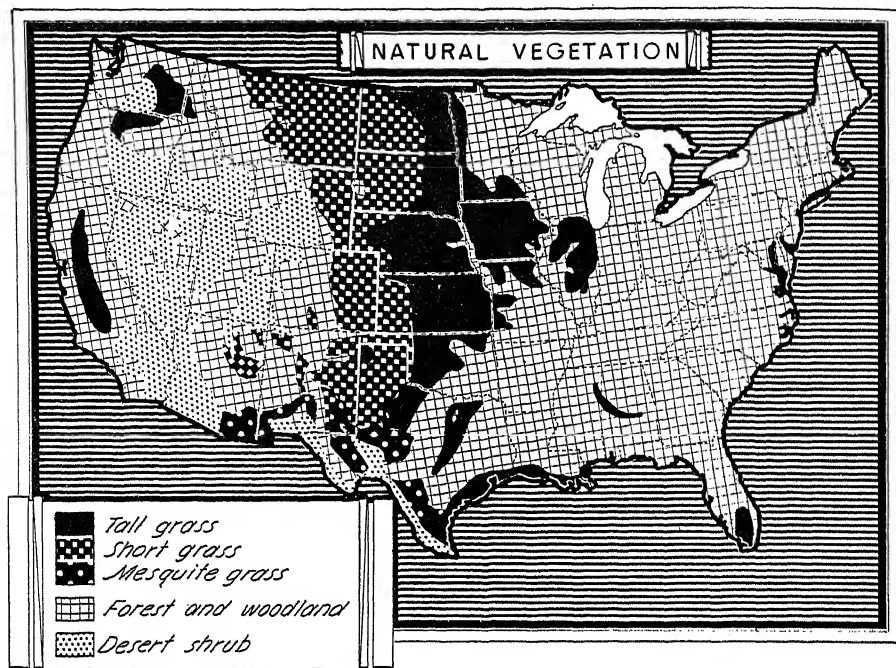 NATURAL VEGETATION
Tall grass
Short grass
Mesquite grass
Forest and woodland
Desert shrub